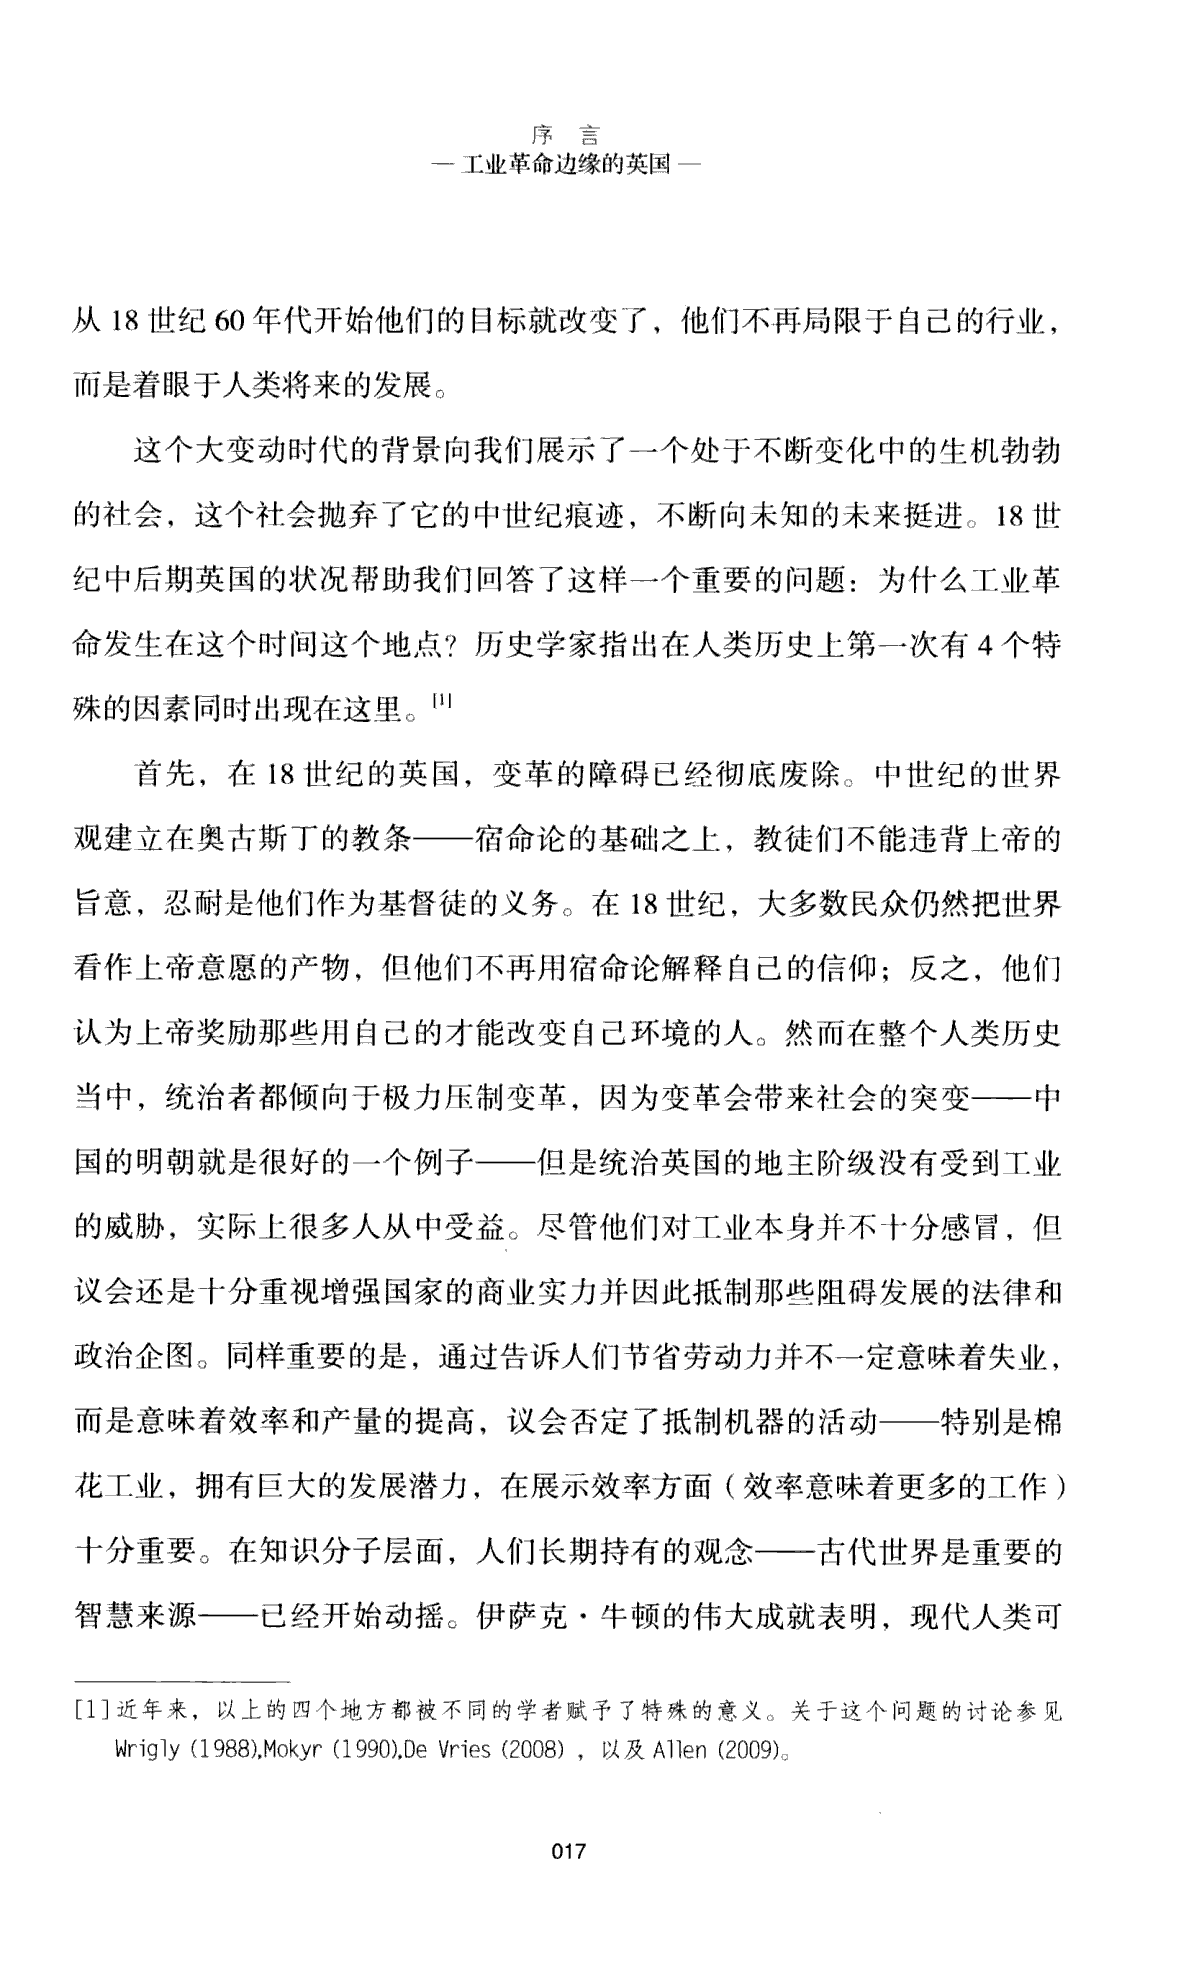 序 言
— 工业革命边缘的英国 —
从 18 世纪 60 年代开始他们的目标就改变了，他们不再局限于自己的行业，
而是着眼于人类将来的发展。
这个大变动时代的背景向我们展示了一个处于不断变化中的生机勃勃
的社会，这个社会抛弃了它的中世纪痕迹，不断向未知的未来挺进。18 世
纪中后期英国的状况帮助我们回答了这样一个重要的问题：为什么工业革
命发生在这个时间这个地点？历史学家指出在人类历史上第一次有 4 个特
殊的因素同时出现在这里。[1]
首先，在 18 世纪的英国，变革的障碍已经彻底废除。中世纪的世界
观建立在奥古斯丁的教条——宿命论的基础之上，教徒们不能违背上帝的
旨意，忍耐是他们作为基督徒的义务。在 18 世纪，大多数民众仍然把世界
看作上帝意愿的产物，但他们不再用宿命论解释自己的信仰；反之，他们
认为上帝奖励那些用自己的才能改变自己环境的人。然而在整个人类历史
当中，统治者都倾向于极力压制变革，因为变革会带来社会的突变——中
国的明朝就是很好的一个例子——但是统治英国的地主阶级没有受到工业
的威胁，实际上很多人从中受益。尽管他们对工业本身并不十分感冒，但
议会还是十分重视增强国家的商业实力并因此抵制那些阻碍发展的法律和
政治企图。同样重要的是，通过告诉人们节省劳动力并不一定意味着失业，
而是意味着效率和产量的提高，议会否定了抵制机器的活动——特别是棉
花工业，拥有巨大的发展潜力，在展示效率方面（效率意味着更多的工作）
十分重要。在知识分子层面，人们长期持有的观念——古代世界是重要的
智慧来源——已经开始动摇。伊萨克·牛顿的伟大成就表明，现代人类可
[1]近年来，以上的四个地方都被不同的学者赋予了特殊的意义。关于这个问题的讨论参见
Wrigly (1988),Mokyr (1990),De Vries (2008) ，以及 Allen (2009)。
017